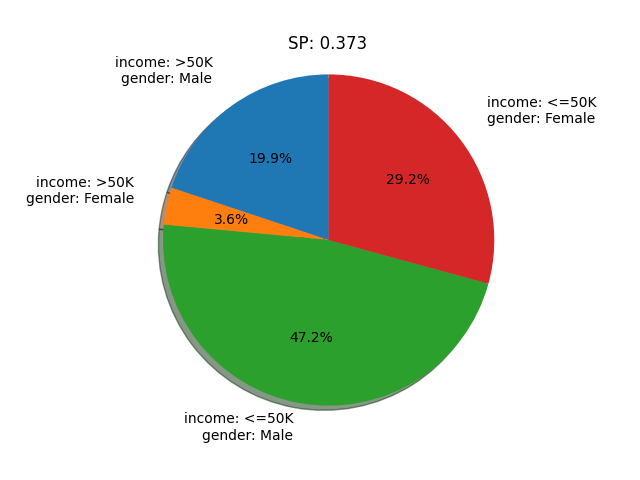 SP: 0.373
income: >50K
gender: Male
income: <=50K
gender: Female
19.9%
29.2%
income: >50K
gender: Female
3.6%
47.2%
income: <=50K
gender: Male